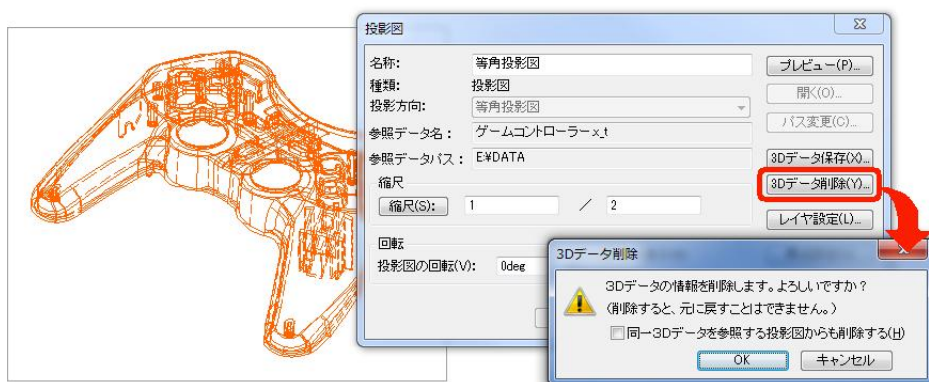 投影図
名称: 等角投影図
種類: 投影図
投影方向: 等角投影図
参照データ名: ゲームコントローラーx_t
参照データパス: E¥DATA
縮尺
縮尺(S): 1 / 2
回転
投影図の回転(V): 0deg
プレビュー(P)...
開く(O)...
パス変更(C)...
3Dデータ保存(X)...
3Dデータ削除(Y)...
レイヤ設定(L)...
3Dデータ削除
3Dデータの情報を削除します。よろしいですか?
(削除すると、元に戻すことはできません。)
同一3Dデータを参照する投影図からも削除する(H)
OK キャンセル